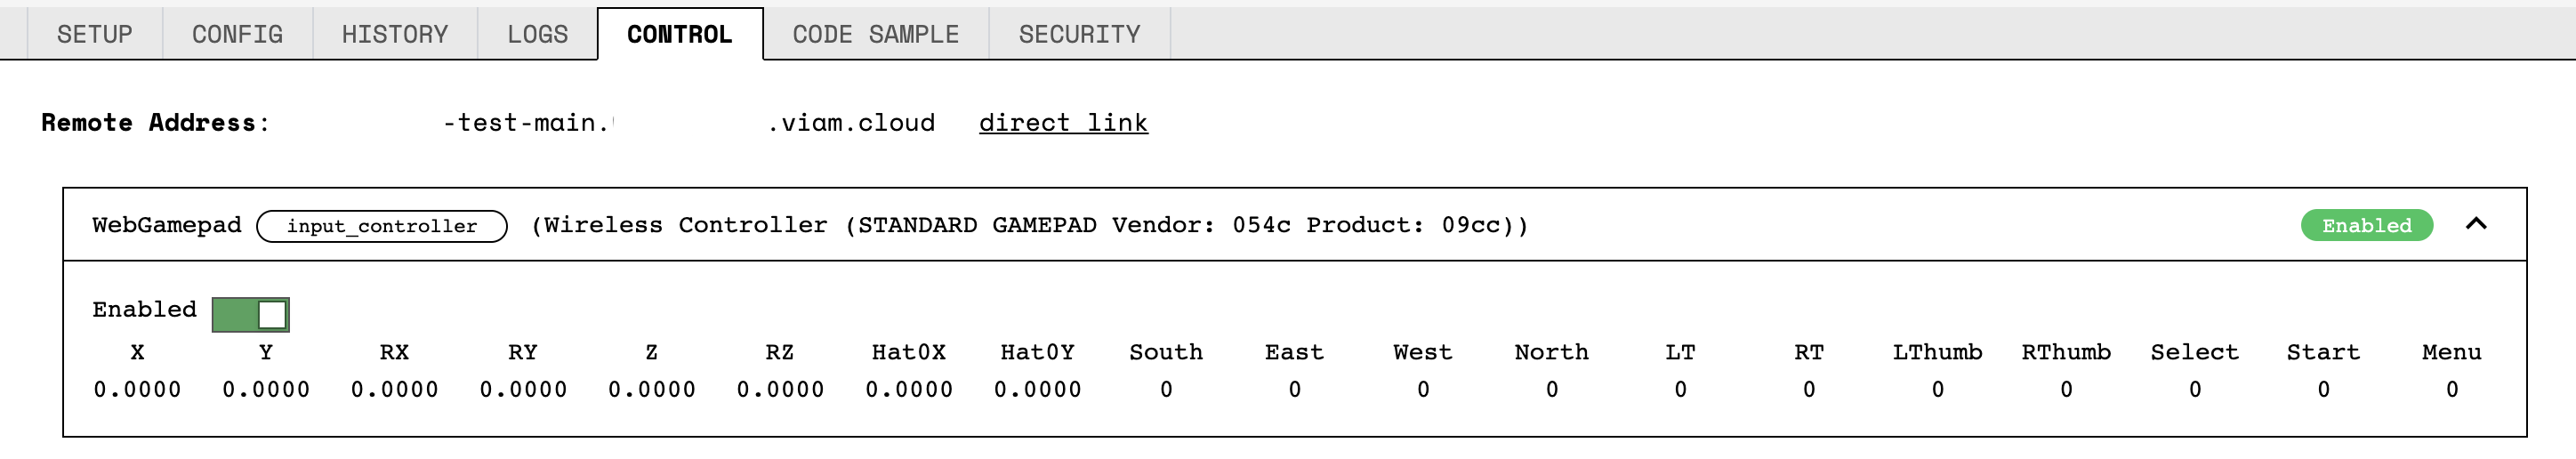 SETUP CONFIG HISTORY LOGS CONTROL CODE SAMPLE SECURITY
Remote Address: -test-main. .viam.cloud direct link
WebGamepad input_controller (Wireless Controller (STANDARD GAMEPAD Vendor: 054c Product: 09cc)) Enabled
Enabled
X Y RX RY Z RZ Hat0X Hat0Y South East West North LT RT LThumb RThumb Select Start Menu
0.0000 0.0000 0.0000 0.0000 0.0000 0.0000 0.0000 0.0000 0 0 0 0 0 0 0 0 0 0 0